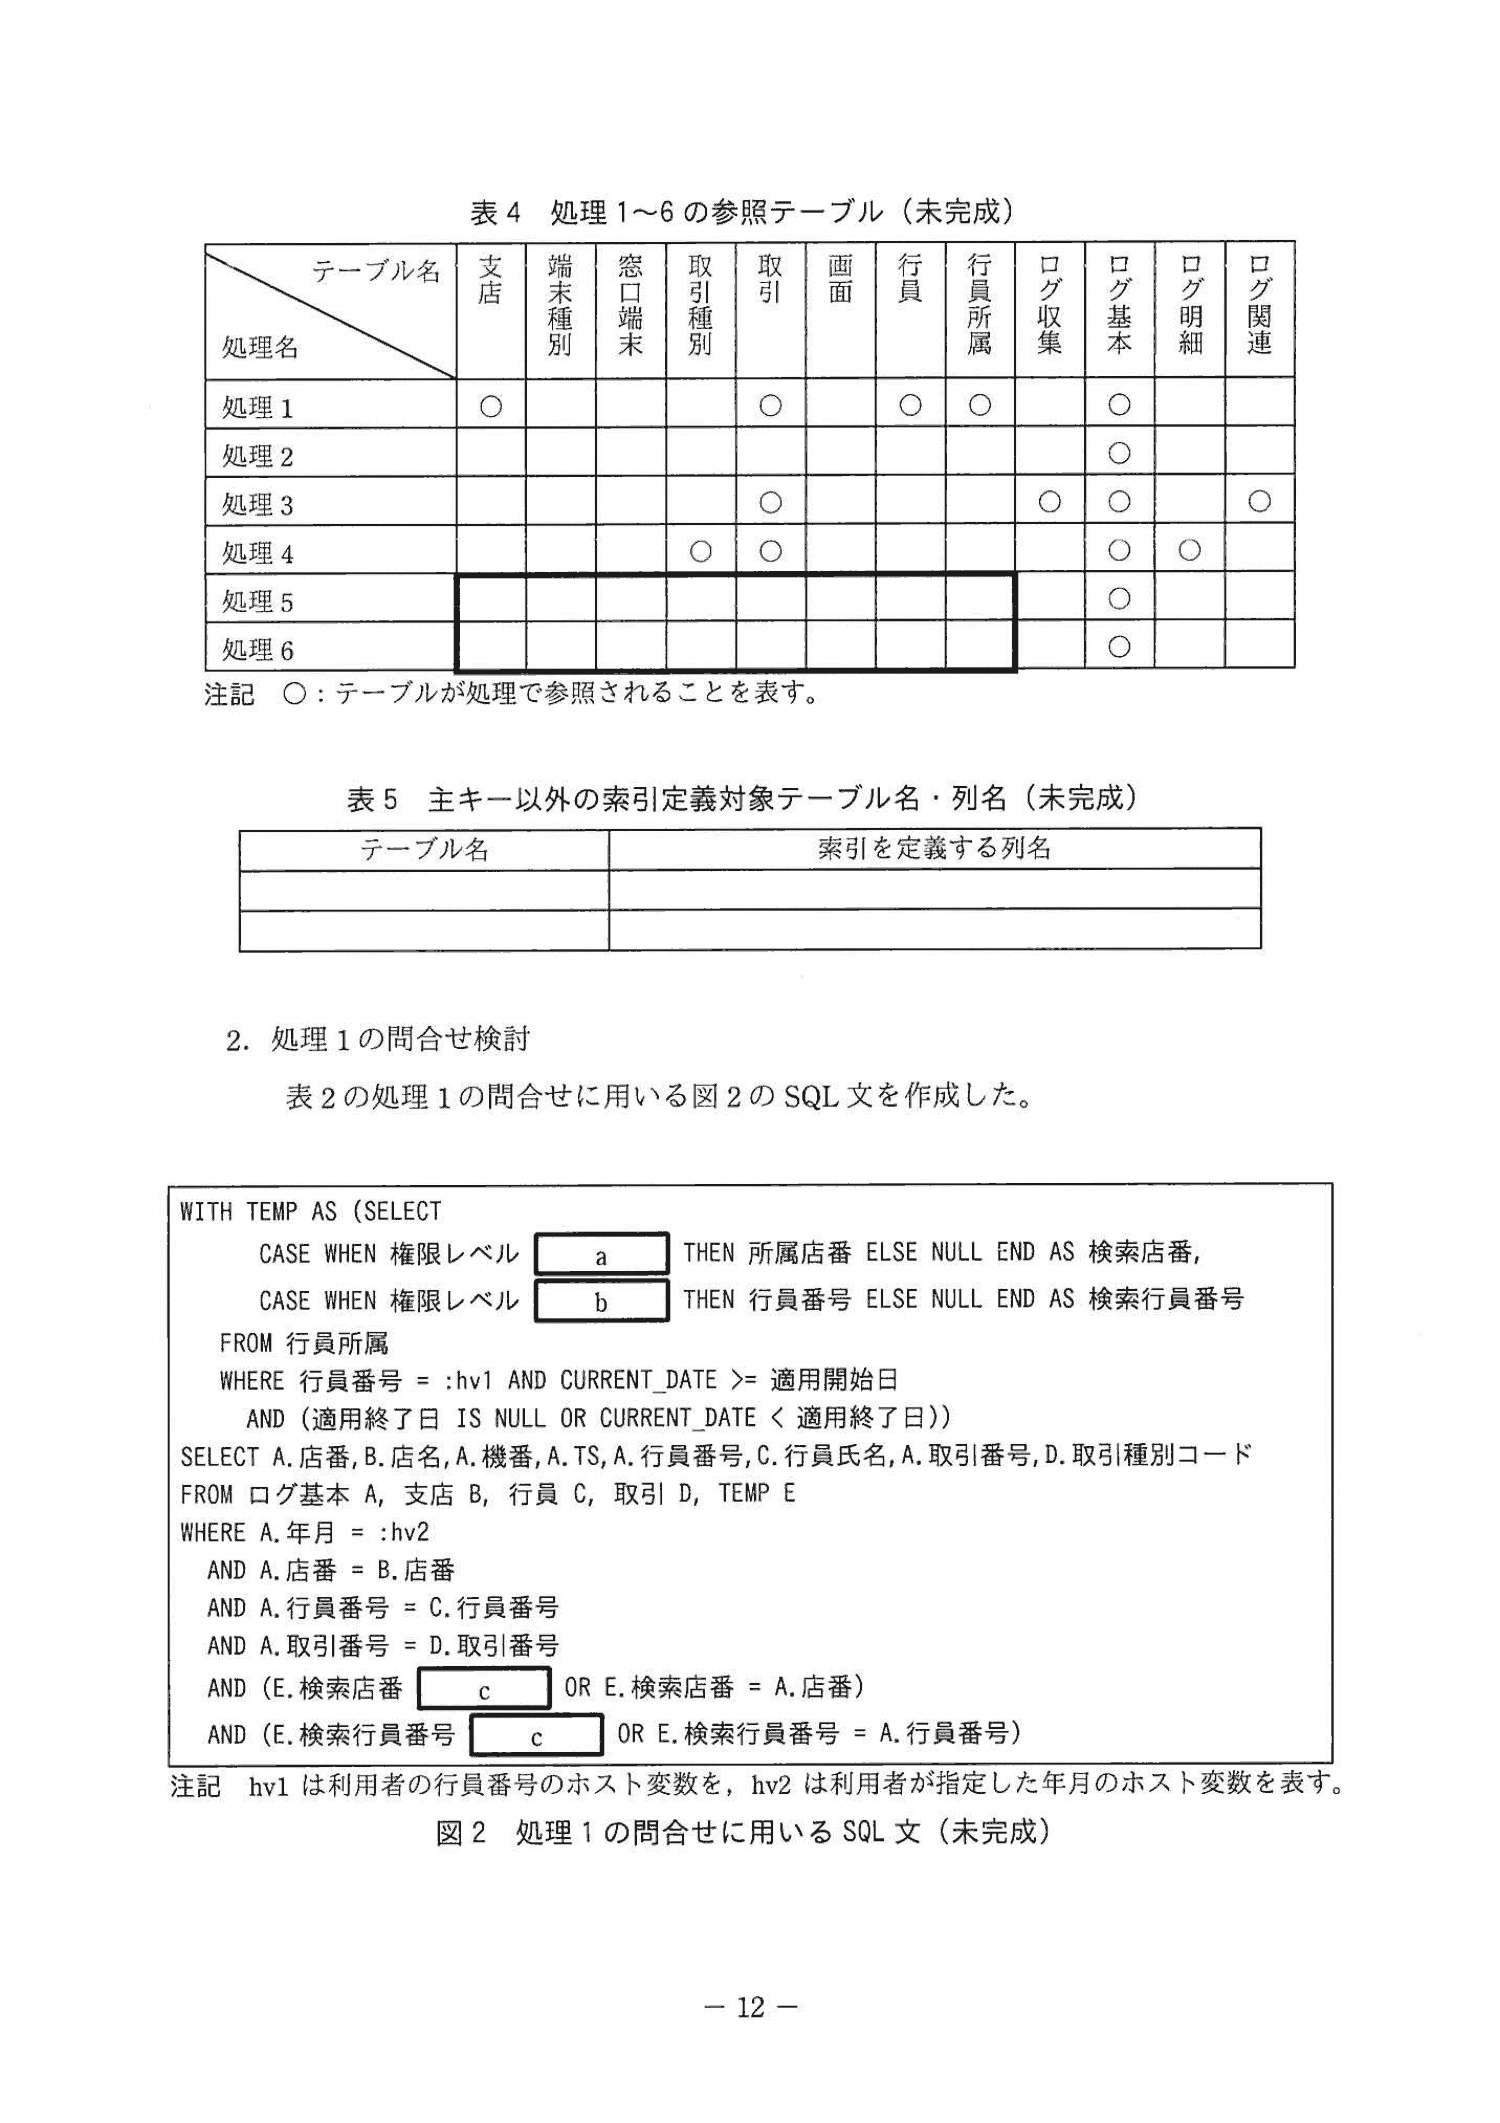 表4 処理1～6の参照テーブル（未完成）
テーブル名 支店 端末種別 窓口端末 取引種別 取引 画面 行員 行員所属 ログ収集 ログ基本 ログ明細 ログ関連
処理名
処理1 ○ ○ ○ ○ ○
処理2 ○
処理3 ○ ○ ○ ○
処理4 ○ ○ ○ ○
処理5 ○
処理6 ○
注記 ○：テーブルが処理で参照されることを表す。
表5 主キー以外の索引定義対象テーブル名・列名（未完成）
テーブル名 索引を定義する列名
2. 処理1の問合せ検討
表2の処理1の問合せに用いる図2のSQL文を作成した。
WITH TEMP AS (SELECT
CASE WHEN 権限レベル a THEN 所属店番 ELSE NULL END AS 検索店番,
CASE WHEN 権限レベル b THEN 行員番号 ELSE NULL END AS 検索行員番号
FROM 行員所属
WHERE 行員番号 = :hv1 AND CURRENT_DATE >= 適用開始日
AND (適用終了日 IS NULL OR CURRENT_DATE < 適用終了日))
SELECT A.店番,B.店名,A.機番,A.TS,A.行員番号,C.行員氏名,A.取引番号,D.取引種別コード
FROM ログ基本 A, 支店 B, 行員 C, 取引 D, TEMP E
WHERE A.年月 = :hv2
AND A.店番 = B.店番
AND A.行員番号 = C.行員番号
AND A.取引番号 = D.取引番号
AND (E.検索店番 c OR E.検索店番 = A.店番)
AND (E.検索行員番号 c OR E.検索行員番号 = A.行員番号)
注記 hv1は利用者の行員番号のホスト変数を，hv2は利用者が指定した年月のホスト変数を表す。
図2 処理1の問合せに用いるSQL文（未完成）
－ 12 －